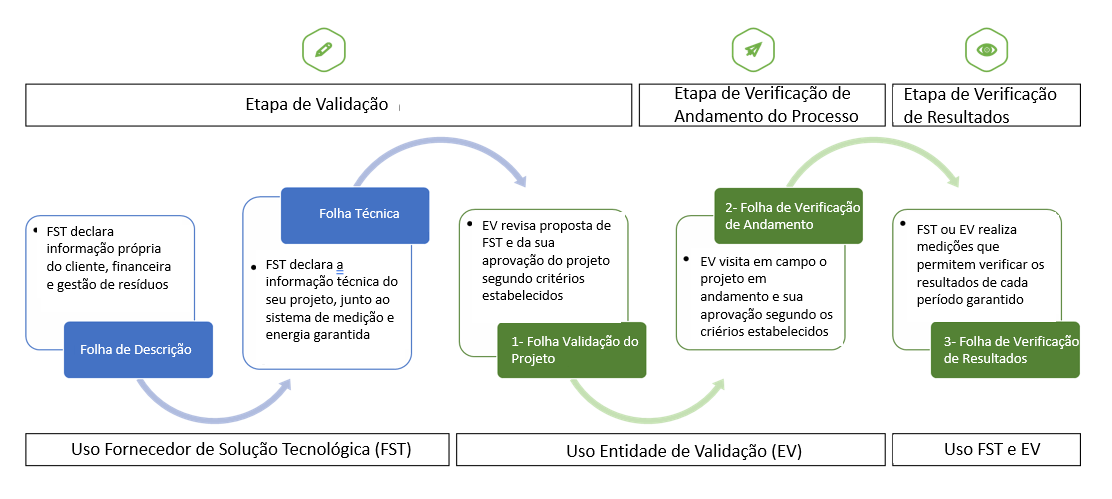 Etapa de Validação
Etapa de Verificação de
Andamento do Processo
Etapa de Verificação
de Resultados
• FST declara
informação própria
do cliente, financeira
e gestão de resíduos
Folha de Descrição
Folha Técnica
• FST declara a
informação técnica do
seu projeto, junto ao
sistema de medição e
energia garantida
• EV revisa proposta de
FST e da sua
aprovação do projeto
segundo critérios
estabelecidos
1- Folha Validação do
Projeto
2- Folha de Verificação
de Andamento
• EV visita em campo o
projeto em
andamento e sua
aprovação segundo os
criérios estabelecidos
• FST ou EV realiza
medições que
permitem verificar os
resultados de cada
período garantido
3- Folha de Verificação
de Resultados
Uso Fornecedor de Solução Tecnológica (FST)
Uso Entidade de Validação (EV)
Uso FST e EV